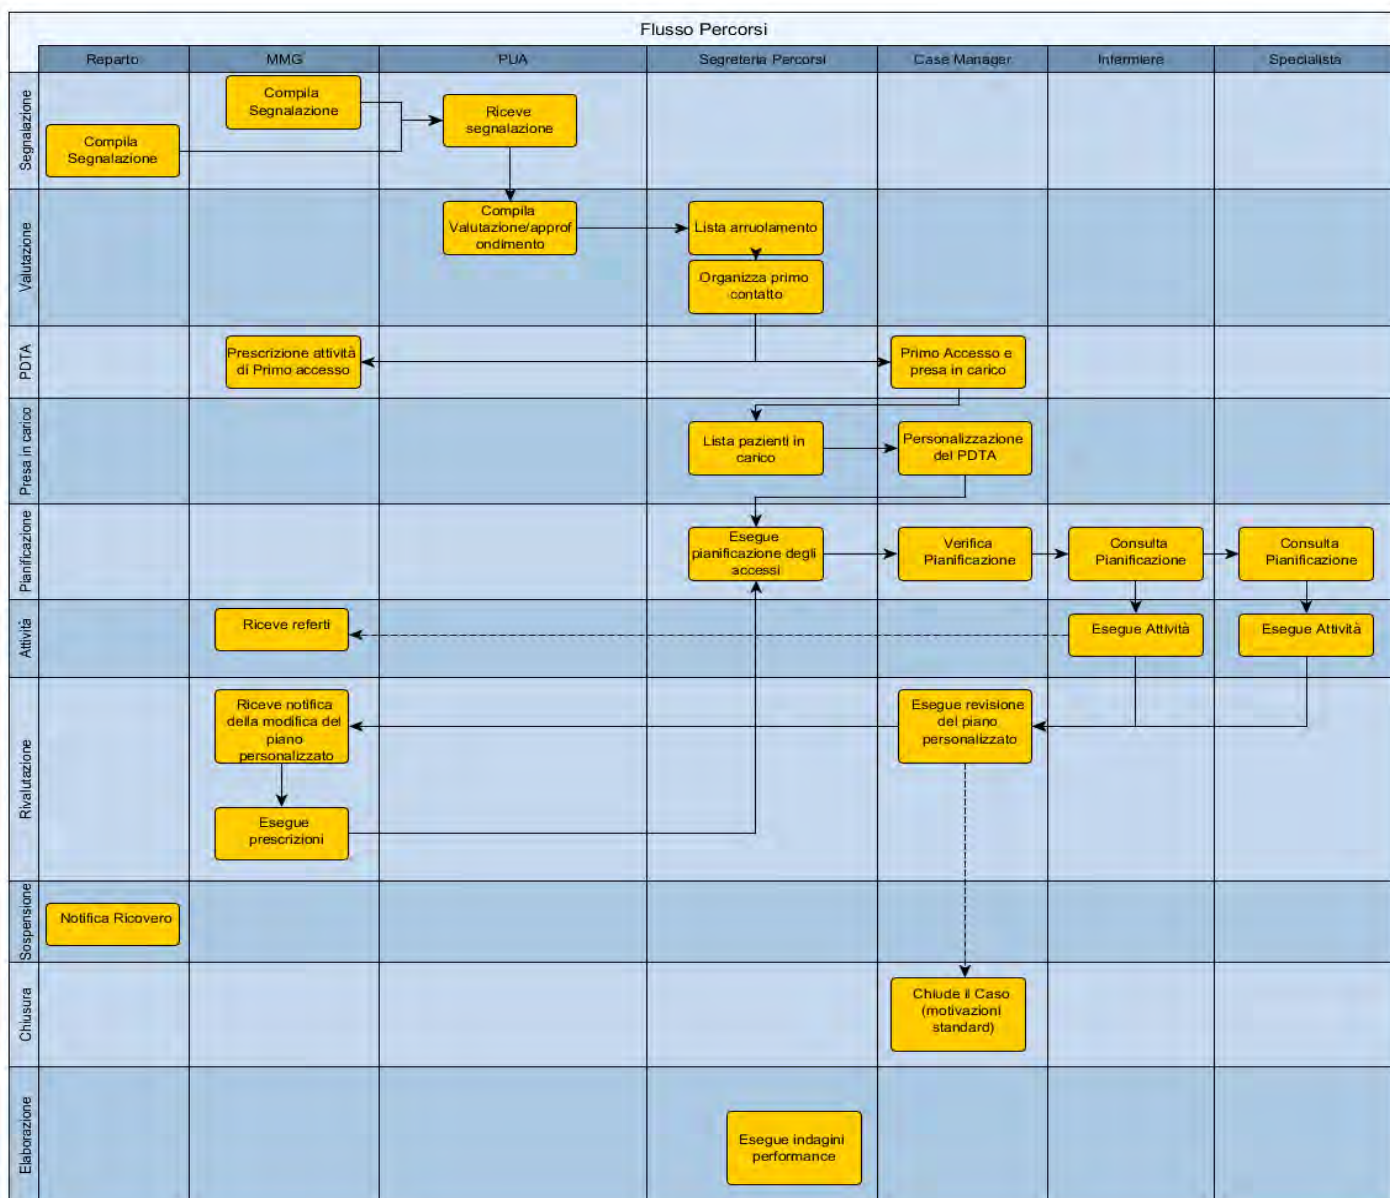 Flusso Percorsi
Reparto
MMG
PUA
Segreteria Percorsi
Case Manager
Infermiere
Specialista
Segnalazione
Compila
Segnalazione
Compila
Segnalazione
Riceve
segnalazione
Valutazione
Compila
Valutazione/approf
ondimento
Lista arruolamento
Organizza primo
contatto
PDTA
Prescrizione attività
di Primo accesso
Primo Accesso e
presa in carico
Presa in carico
Lista pazienti in
carico
Personalizzazione
del PDTA
Pianificazione
Esegue
pianificazione degli
accessi
Verifica
Pianificazione
Consulta
Pianificazione
Consulta
Pianificazione
Attività
Riceve referti
Esegue Attività
Esegue Attività
Rivalutazione
Riceve notifica
della modifica del
piano
personalizzato
Esegue revisione
del piano
personalizzato
Esegue
prescrizioni
Sospensione
Notifica Ricovero
Chiusura
Chiude il Caso
(motivazioni
standard)
Elaborazione
Esegue indagini
performance